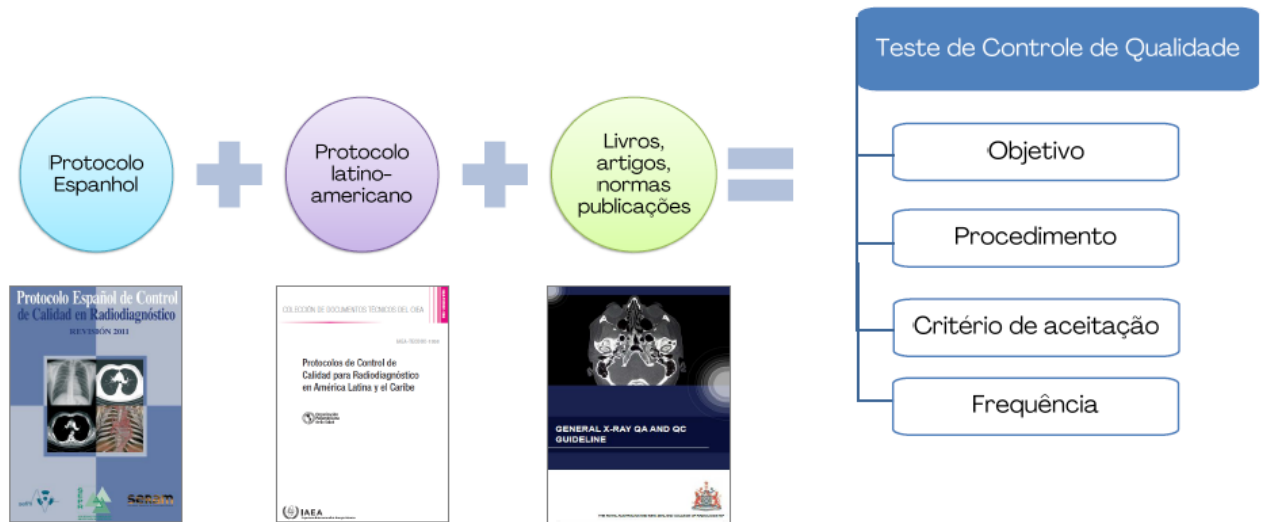 Protocolo
Espanhol
Protocolo
latino-
americano
Livros,
artigos,
normas
publicações
Teste de Controle de Qualidade
Objetivo
Procedimento
Critério de aceitação
Frequência
Protocolo Español de Control
de Calidad en Radiodiagnóstico
REVISIÓN 2011
COLECCIÓN DE DOCUMENTOS TÉCNICOS DEL OIEA
Protocolos de Control de
Calidad para Radiodiagnóstico
en América Latina y el Caribe
IAEA
GENERAL X-RAY QA AND QC
GUIDELINE